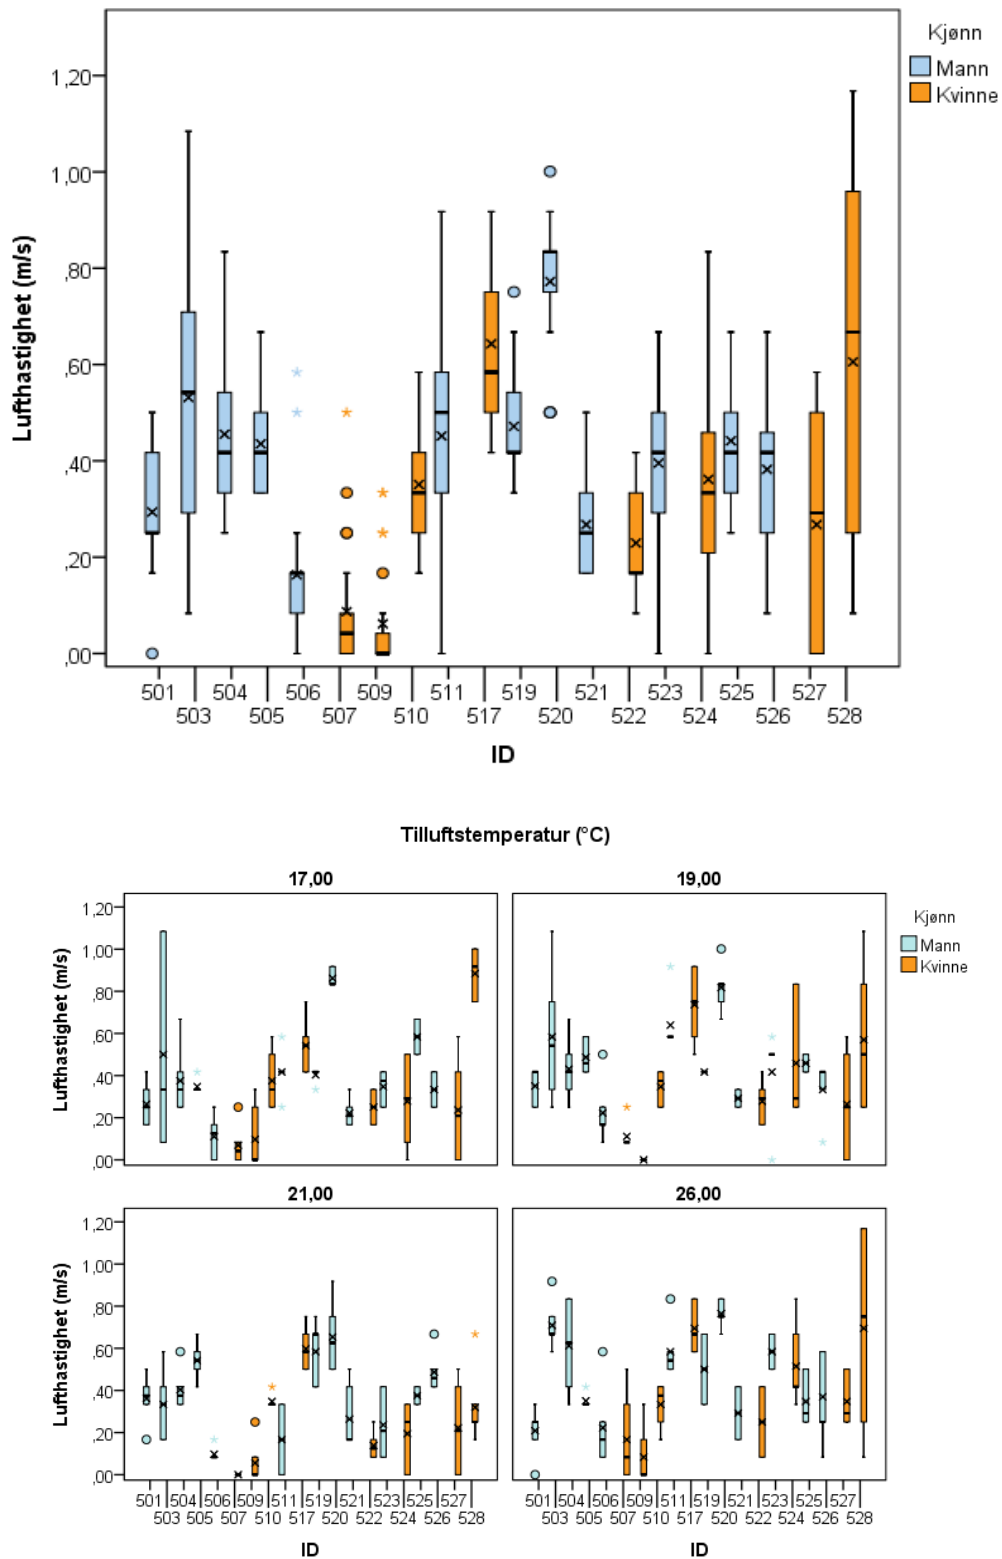 Kjønn
Mann
Kvinne
1,20
1,00
,80
,60
,40
,20
,00
Lufthastighet (m/s)
501 504 506 509 511 519 521 523 525 527
503 505 507 510 517 520 522 524 526 528
ID
Tilluftstemperatur (°C)
17,00 19,00
Kjønn
Mann
Kvinne
1,20
1,00
,80
,60
,40
,20
,00
Lufthastighet (m/s)
21,00 26,00
1,20
1,00
,80
,60
,40
,20
,00
Lufthastighet (m/s)
501 504 506 509 511 519 521 523 525 527 501 504 506 509 511 519 521 523 525 527
503 505 507 510 517 520 522 524 528 503 505 507 510 517 520 522 524 526 528
ID ID